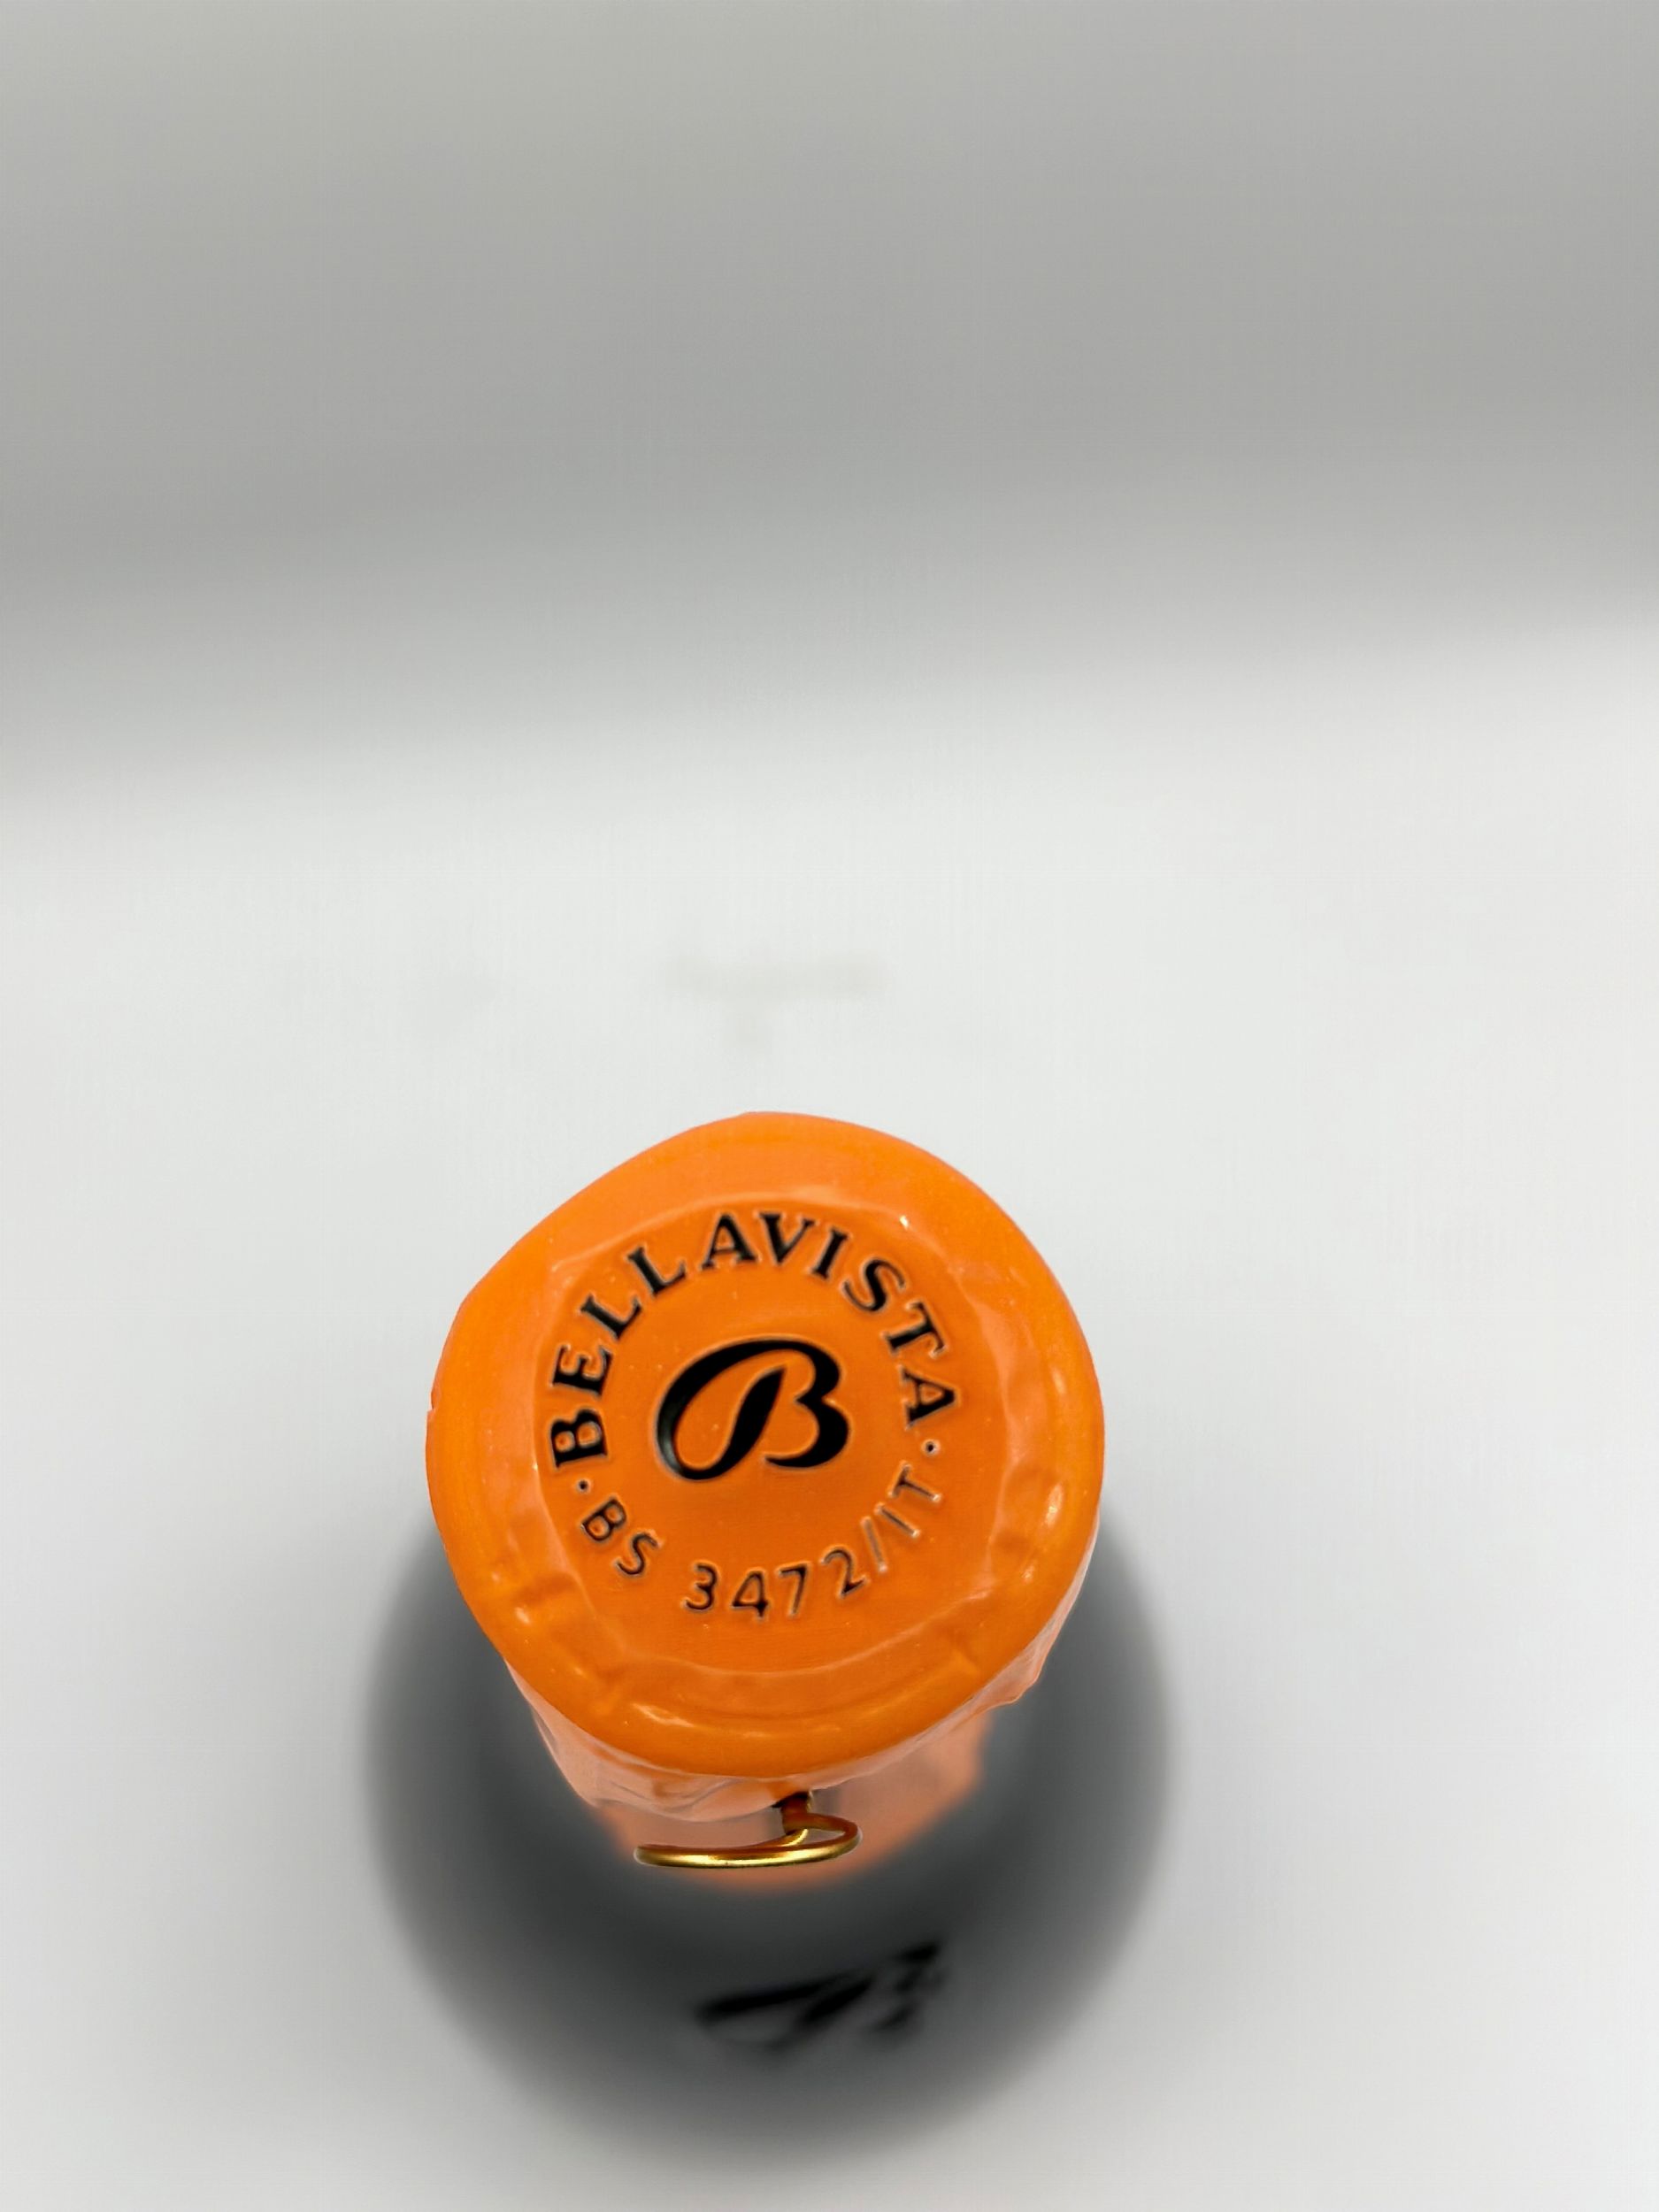 BELLAVISTA
B
· BS 3472/IT ·